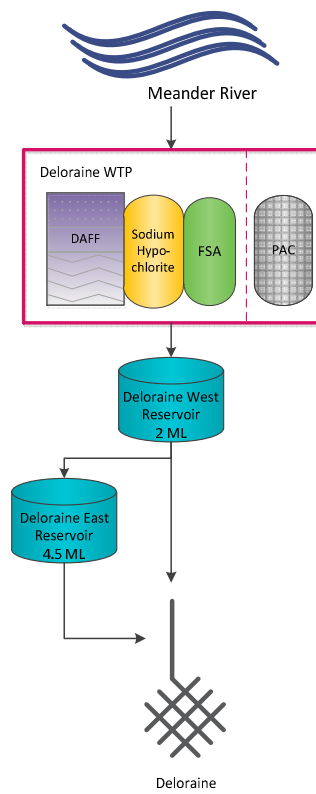 Meander River
Deloraine WTP
DAFF
Sodium
Hypo-
chlorite
FSA
PAC
Deloraine West
Reservoir
2 ML
Deloraine East
Reservoir
4.5 ML
Deloraine